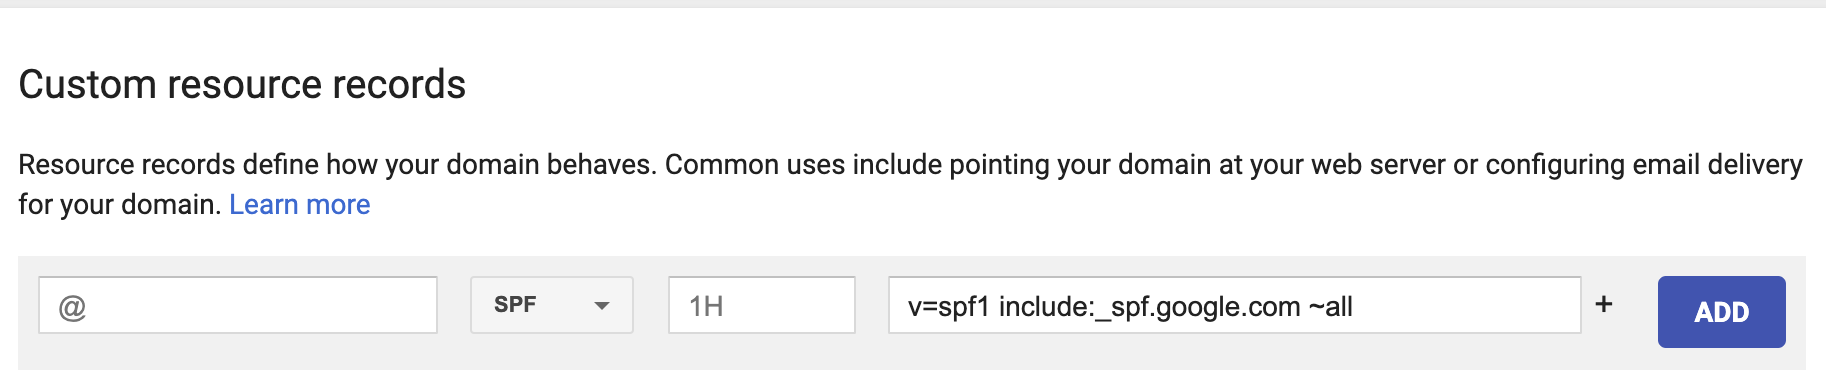 Custom resource records
Resource records define how your domain behaves. Common uses include pointing your domain at your web server or configuring email delivery
for your domain. Learn more
@ SPF 1H v=spf1 include:_spf.google.com ~all + ADD